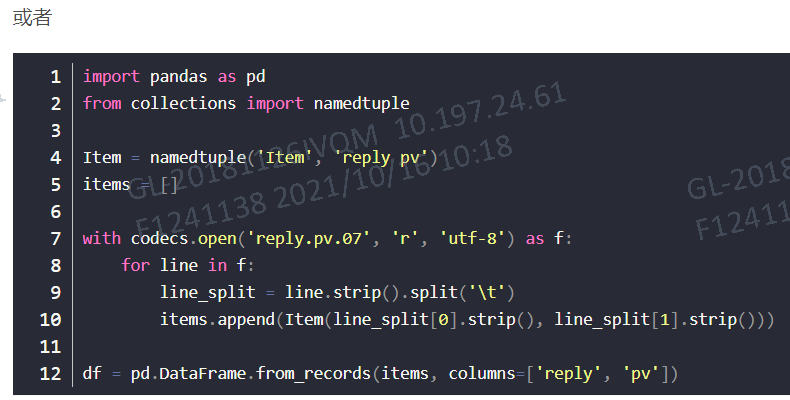 或者
1 import pandas as pd
2 from collections import namedtuple
3
4 Item = namedtuple('Item', 'reply pv')
5 items = []
6
7 with codecs.open('reply.pv.07', 'r', 'utf-8') as f:
8     for line in f:
9         line_split = line.strip().split('\t')
10         items.append(Item(line_split[0].strip(), line_split[1].strip()))
11
12 df = pd.DataFrame.from_records(items, columns=['reply', 'pv'])
10.197.24.61
F1241138 2021/10/16 10:18
GL-2018
F1241